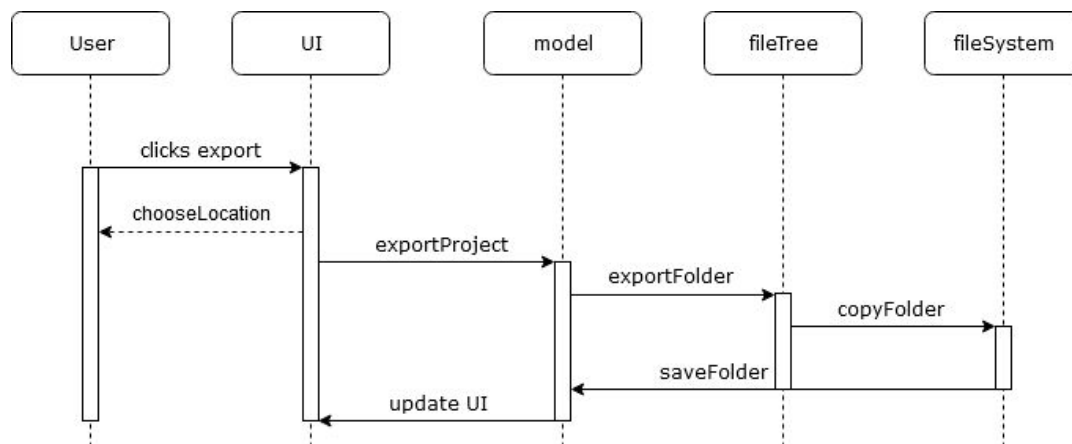 User
UI
model
fileTree
fileSystem
clicks export
chooseLocation
exportProject
exportFolder
copyFolder
saveFolder
update UI